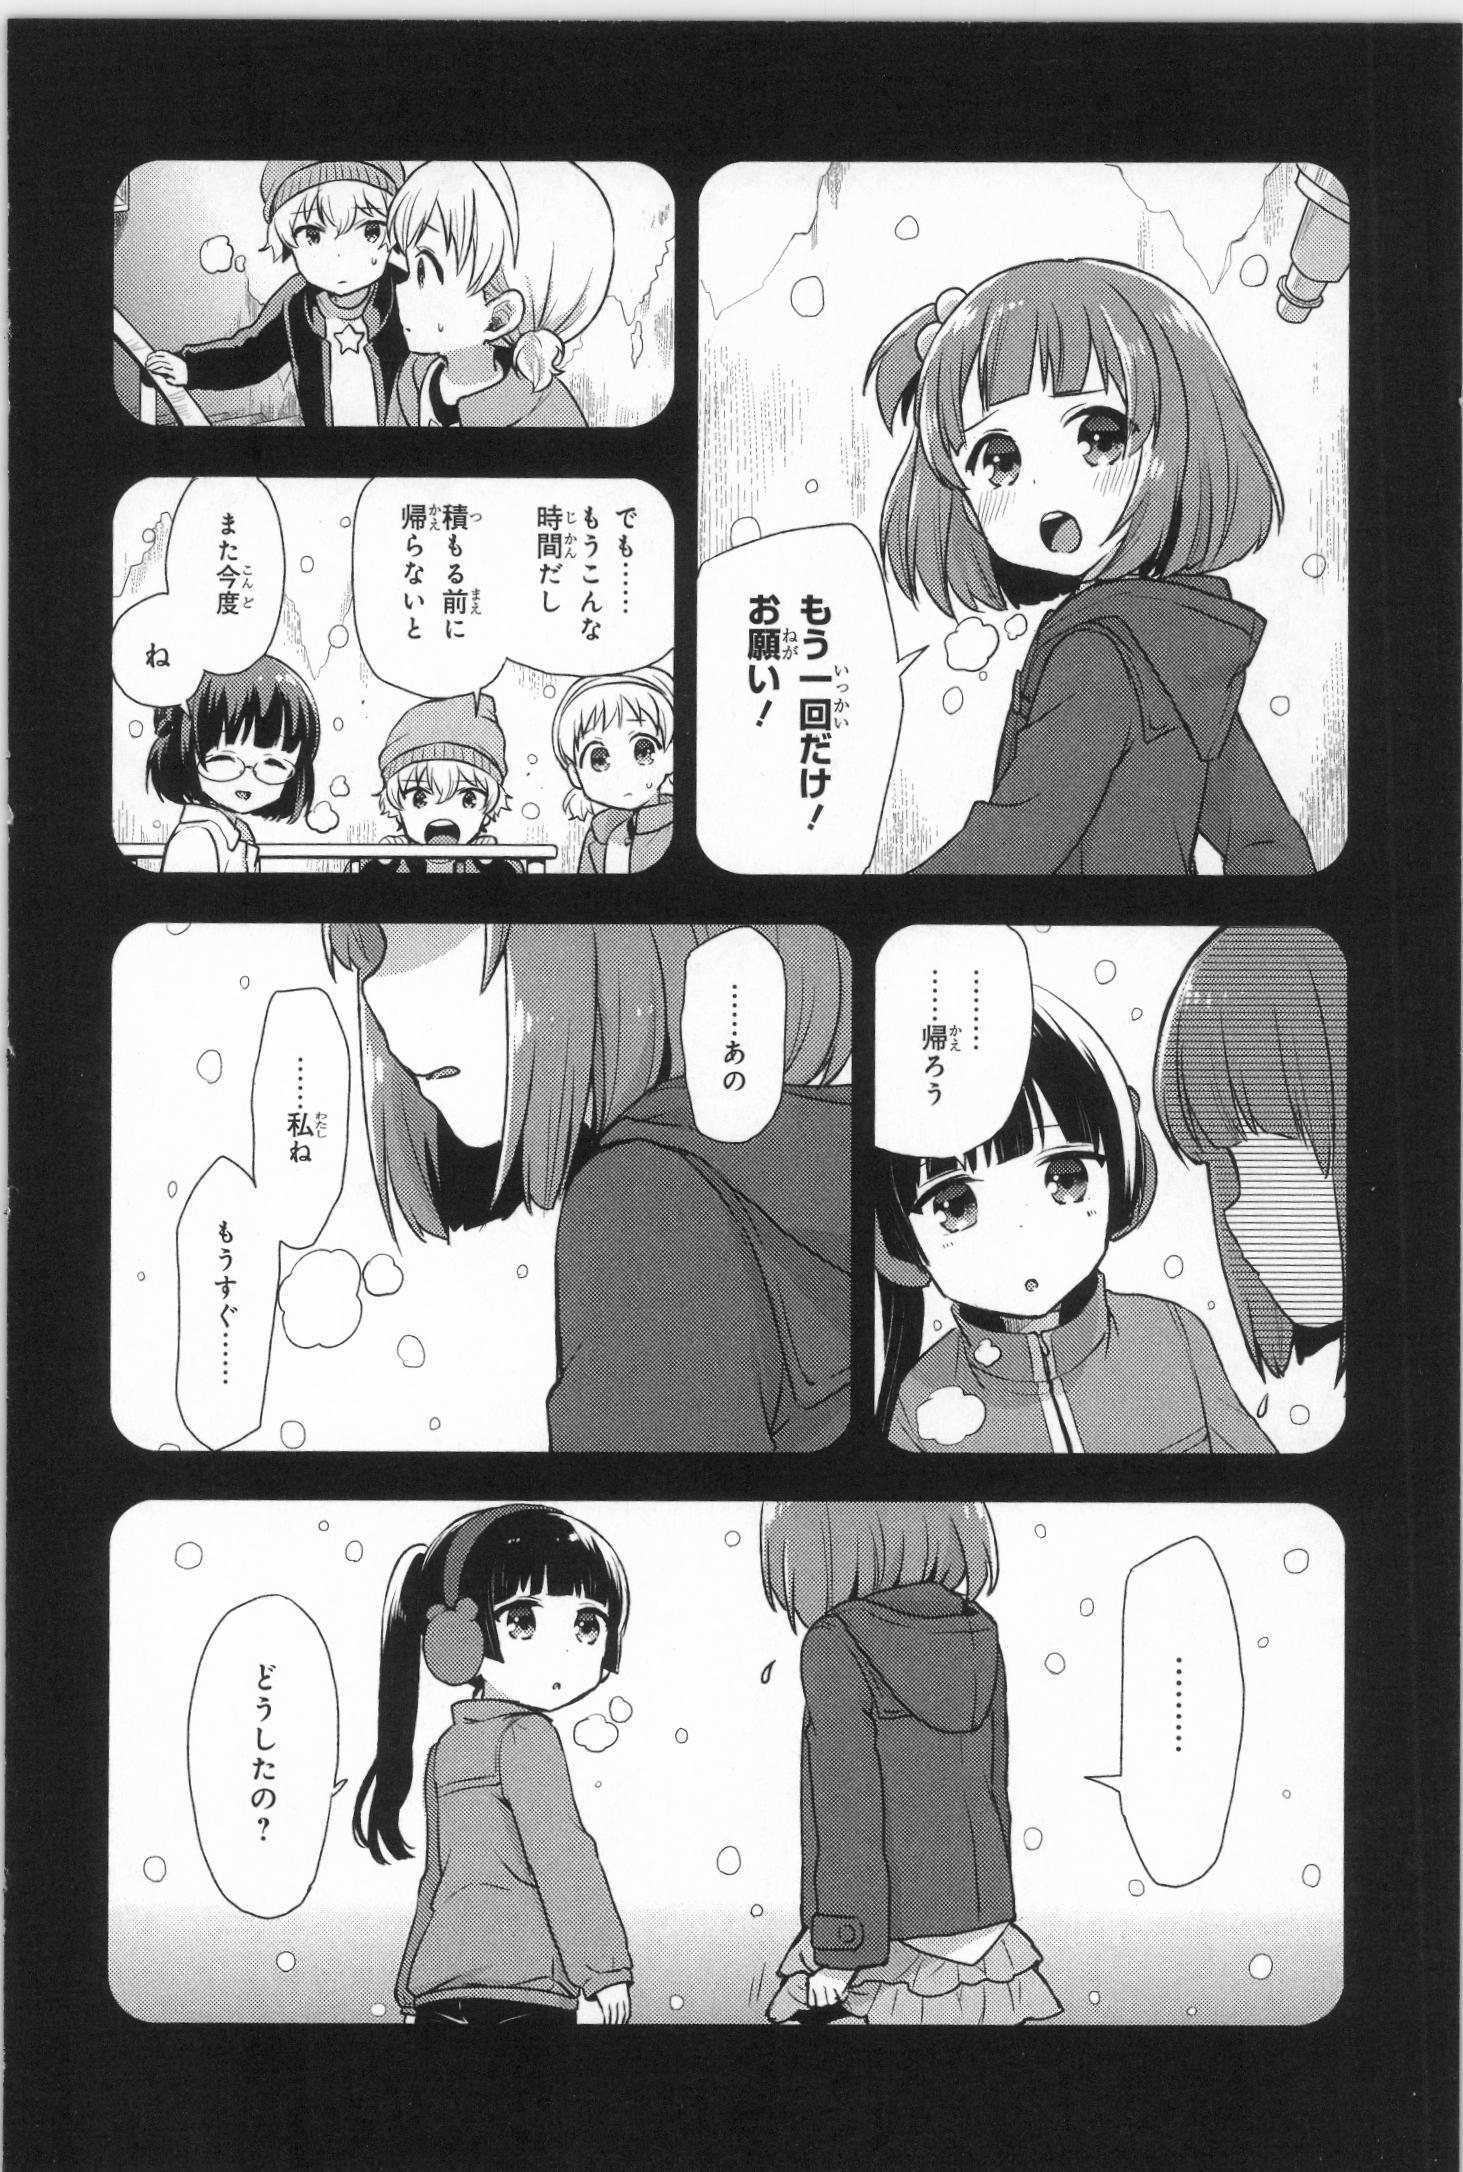 もう一回だけ！
お願い！
でも……
もうこんな
時間だし
積もる前に
帰らないと
また今度
ね
………
……帰ろう
……あの
……私ね
もうすぐ……
………
どうしたの？